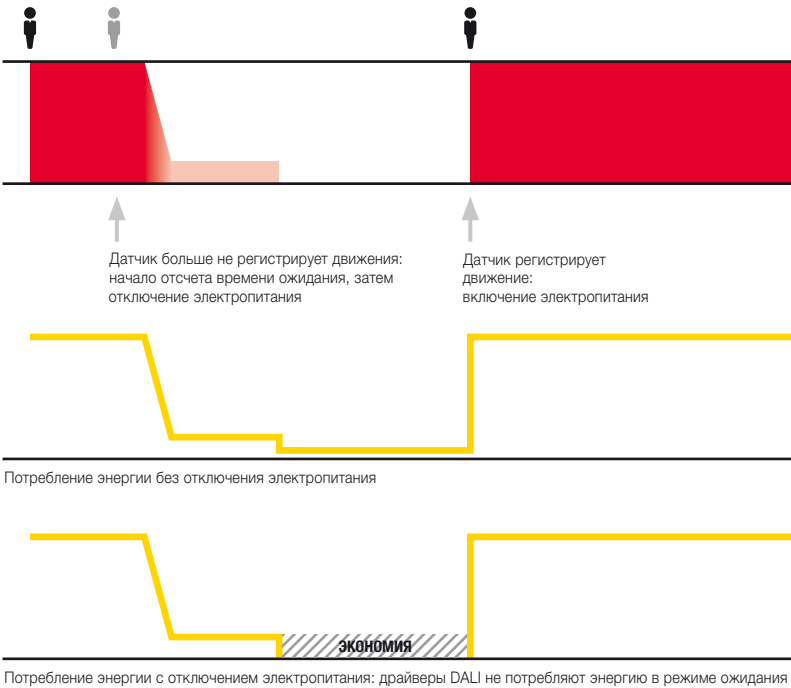 Датчик больше не регистрирует движения:
начало отсчета времени ожидания, затем
отключение электропитания
Датчик регистрирует
движение:
включение электропитания
Потребление энергии без отключения электропитания
ЭКОНОМИЯ
Потребление энергии с отключением электропитания: драйверы DALI не потребляют энергию в режиме ожидания